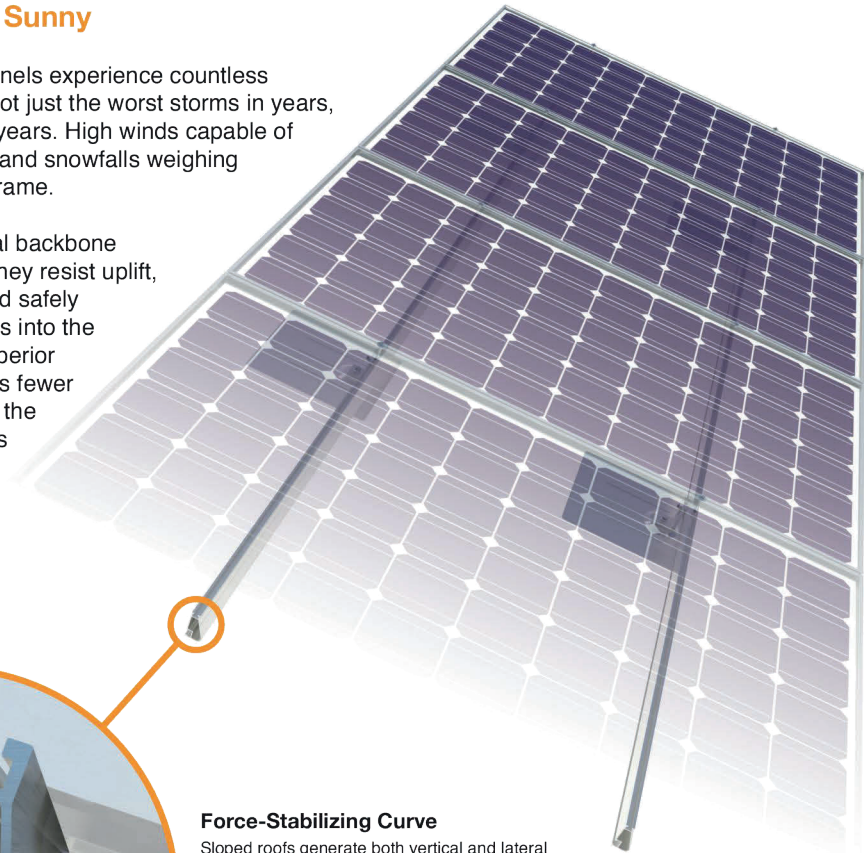 Sunny
nels experience countless
ot just the worst storms in years,
years. High winds capable of
and snowfalls weighing
rame.
al backbone
hey resist uplift,
d safely
s into the
perior
s fewer
the
s
Force-Stabilizing Curve
Sloped roofs generate both vertical and lateral